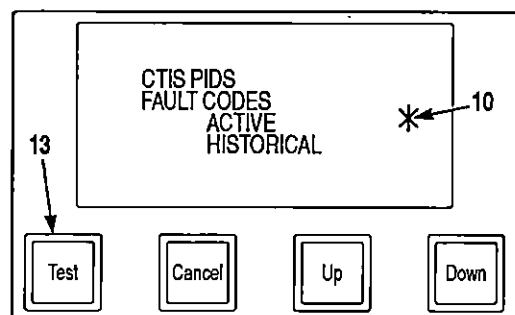 CTIS PIDS
FAULT CODES
ACTIVE
HISTORICAL
* 10
13
Test Cancel Up Down